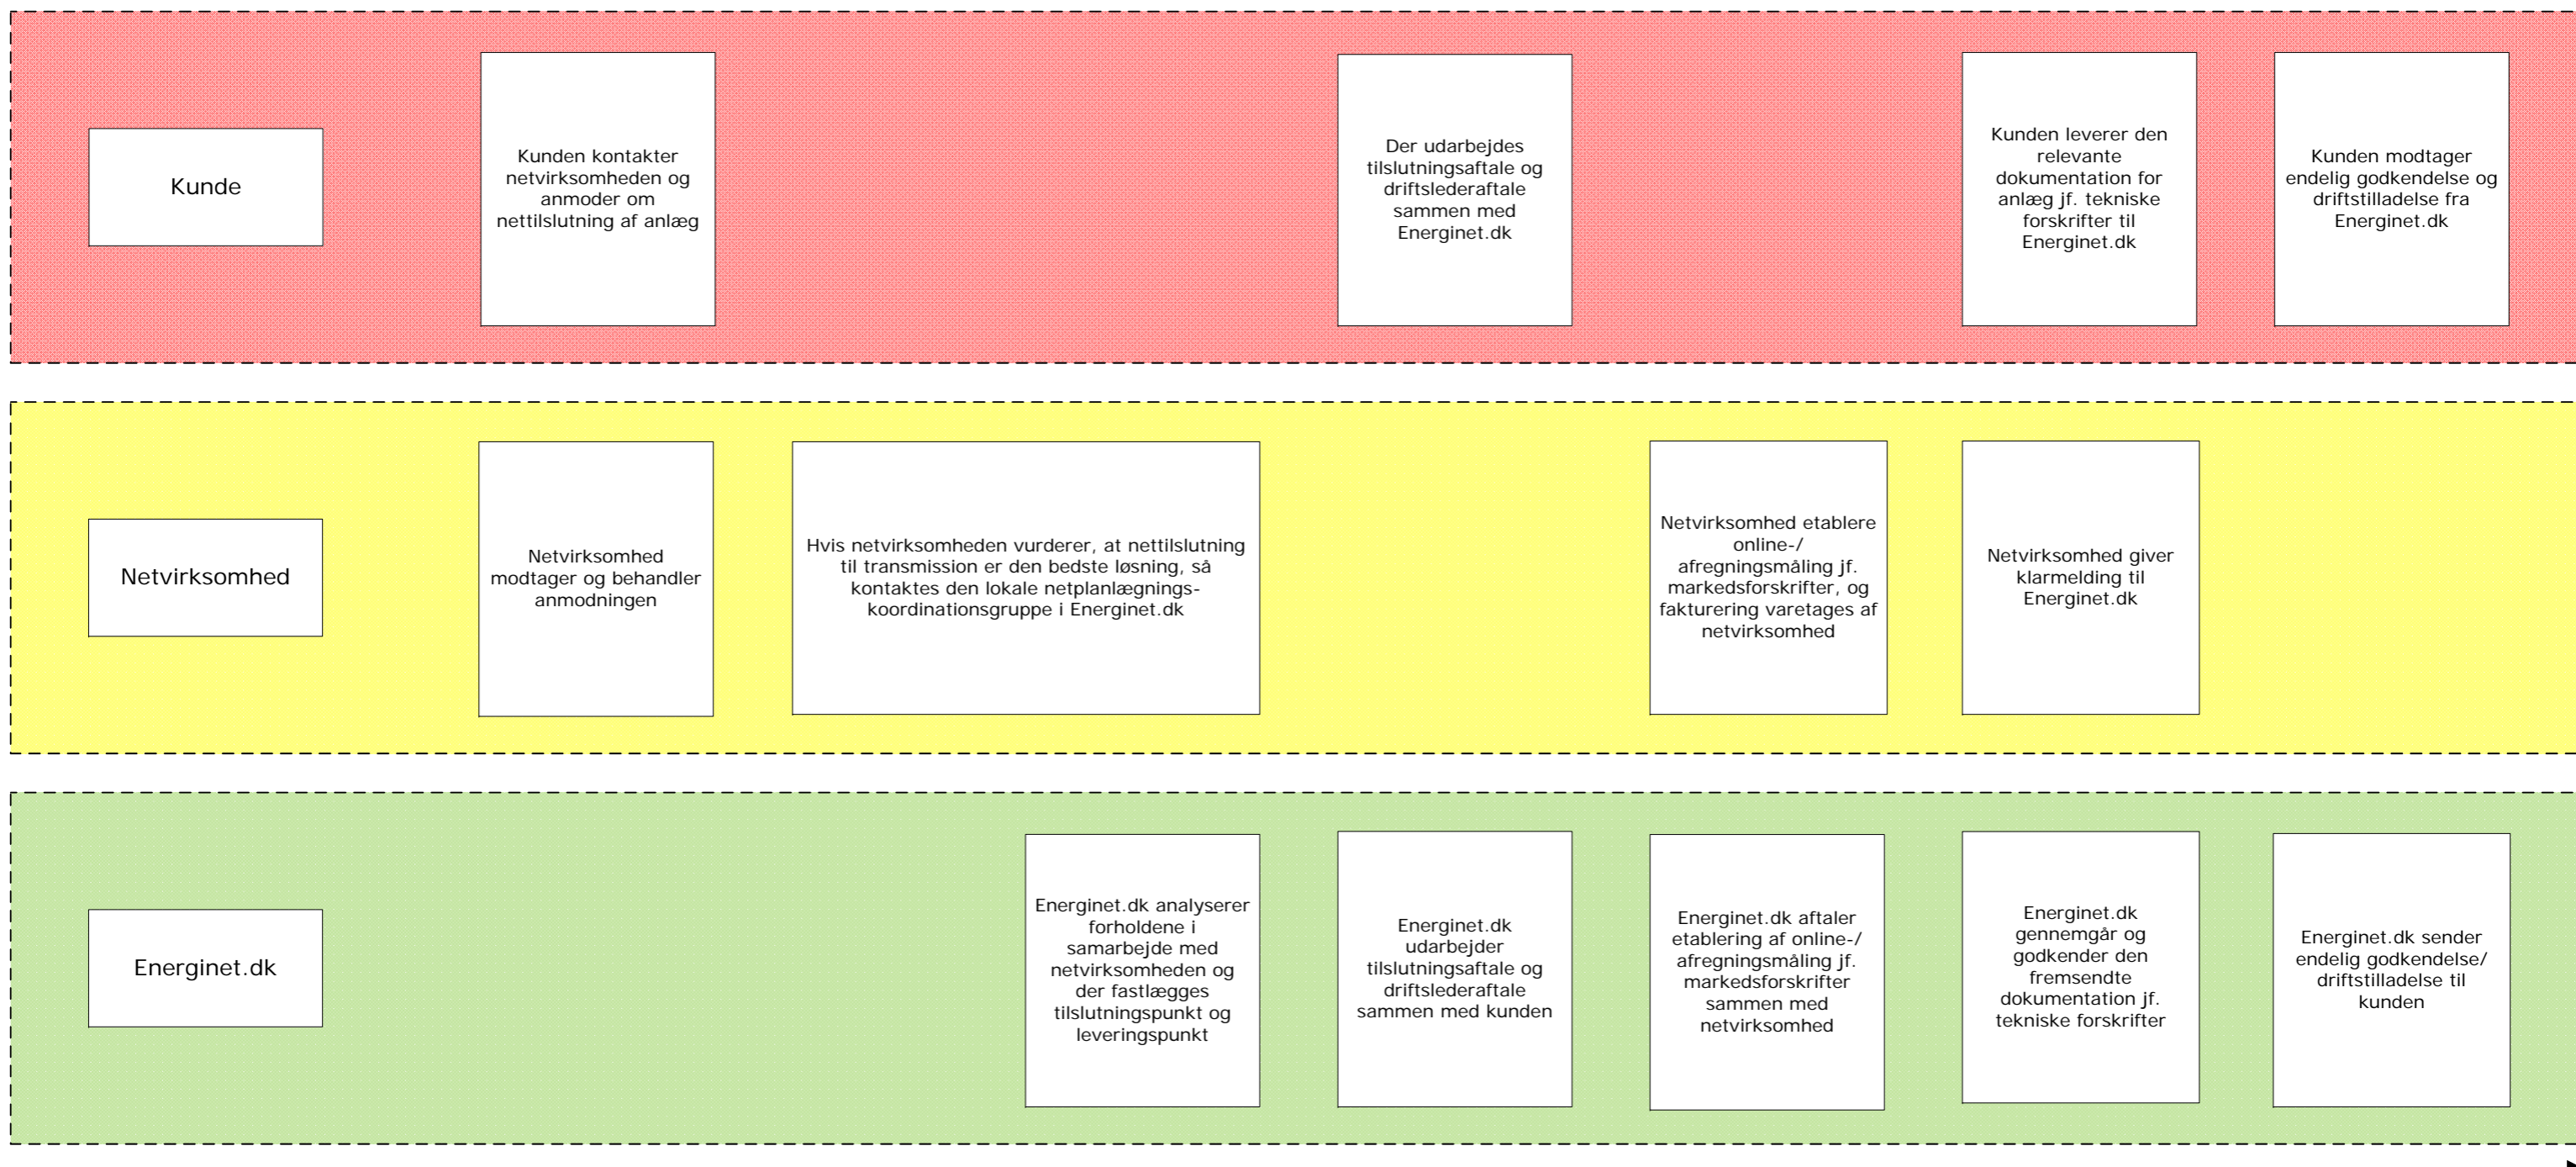 Kunde
Kunden kontakter
netvirksomheden og
anmoder om
nettilslutning af anlæg
Der udarbejdes
tilslutningsaftale og
driftslederaftale
sammen med
Energinet.dk
Kunden leverer den
relevante
dokumentation for
anlæg jf. tekniske
forskrifter til
Energinet.dk
Kunden modtager
endelig godkendelse og
driftstilladelse fra
Energinet.dk
Netvirksomhed
Netvirksomhed
modtager og behandler
anmodningen
Hvis netvirksomheden vurderer, at nettilslutning
til transmission er den bedste løsning, så
kontaktes den lokale netplanlægnings-
koordinationsgruppe i Energinet.dk
Netvirksomhed etablere
online-/
afregningsmåling jf.
markedsforskrifter, og
fakturering varetages af
netvirksomhed
Netvirksomhed giver
klarmelding til
Energinet.dk
Energinet.dk
Energinet.dk analyserer
forholdene i
samarbejde med
netvirksomheden og
der fastlægges
tilslutningspunkt og
leveringspunkt
Energinet.dk
udarbejder
tilslutningsaftale og
driftslederaftale
sammen med kunden
Energinet.dk aftaler
etablering af online-/
afregningsmåling jf.
markedsforskrifter
sammen med
netvirksomhed
Energinet.dk
gennemgår og
godkender den
fremsendte
dokumentation jf.
tekniske forskrifter
Energinet.dk sender
endelig godkendelse/
driftstilladelse til
kunden